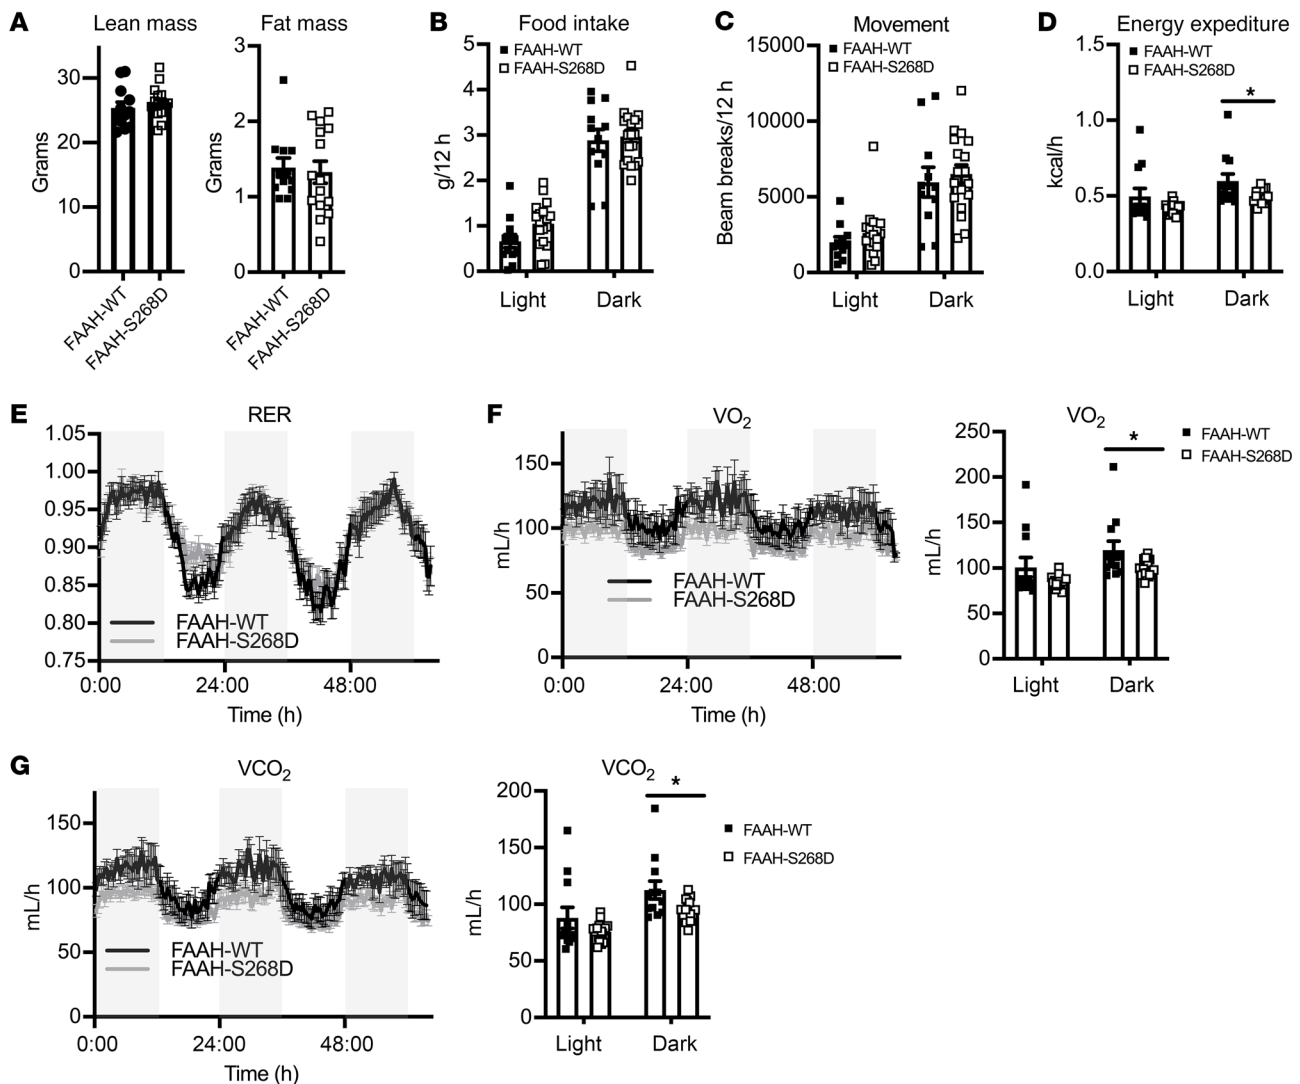 A
Lean mass
Grams
30
20
10
0
FAAH-WT
FAAH-S268D
Fat mass
Grams
3
2
1
0
FAAH-WT
FAAH-S268D
B
Food intake
FAAH-WT
FAAH-S268D
g/12 h
5
4
3
2
1
0
Light
Dark
C
Movement
FAAH-WT
FAAH-S268D
Beam breaks/12 h
15000
10000
5000
0
Light
Dark
D
Energy expediture
FAAH-WT
FAAH-S268D
*
kcal/h
1.5
1.0
0.5
0.0
Light
Dark
E
RER
1.05
1.00
0.95
0.90
0.85
0.80
0.75
FAAH-WT
FAAH-S268D
0:00
24:00
48:00
Time (h)
F
VO2
mL/h
150
100
50
0
FAAH-WT
FAAH-S268D
0:00
24:00
48:00
Time (h)
VO2
*
FAAH-WT
FAAH-S268D
mL/h
250
200
150
100
50
0
Light
Dark
G
VCO2
mL/h
150
100
50
0
FAAH-WT
FAAH-S268D
0:00
24:00
48:00
Time (h)
VCO2
*
FAAH-WT
FAAH-S268D
mL/h
200
150
100
50
0
Light
Dark